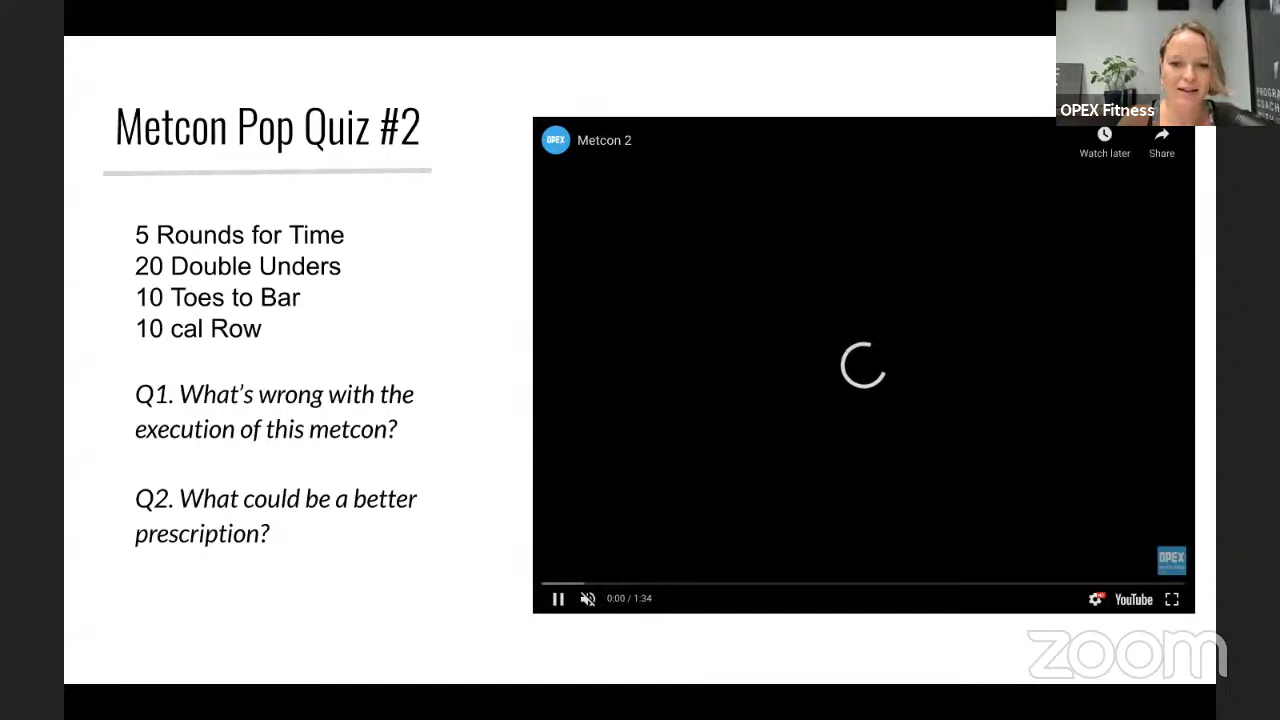 Metcon Pop Quiz #2
5 Rounds for Time
20 Double Unders
10 Toes to Bar
10 cal Row
Q1. What's wrong with the
execution of this metcon?
Q2. What could be a better
prescription?
OPEX
Metcon 2
Watch later
Share
OPEX
0:00 / 1:34
HD
YouTube
OPEX Fitness
zoom